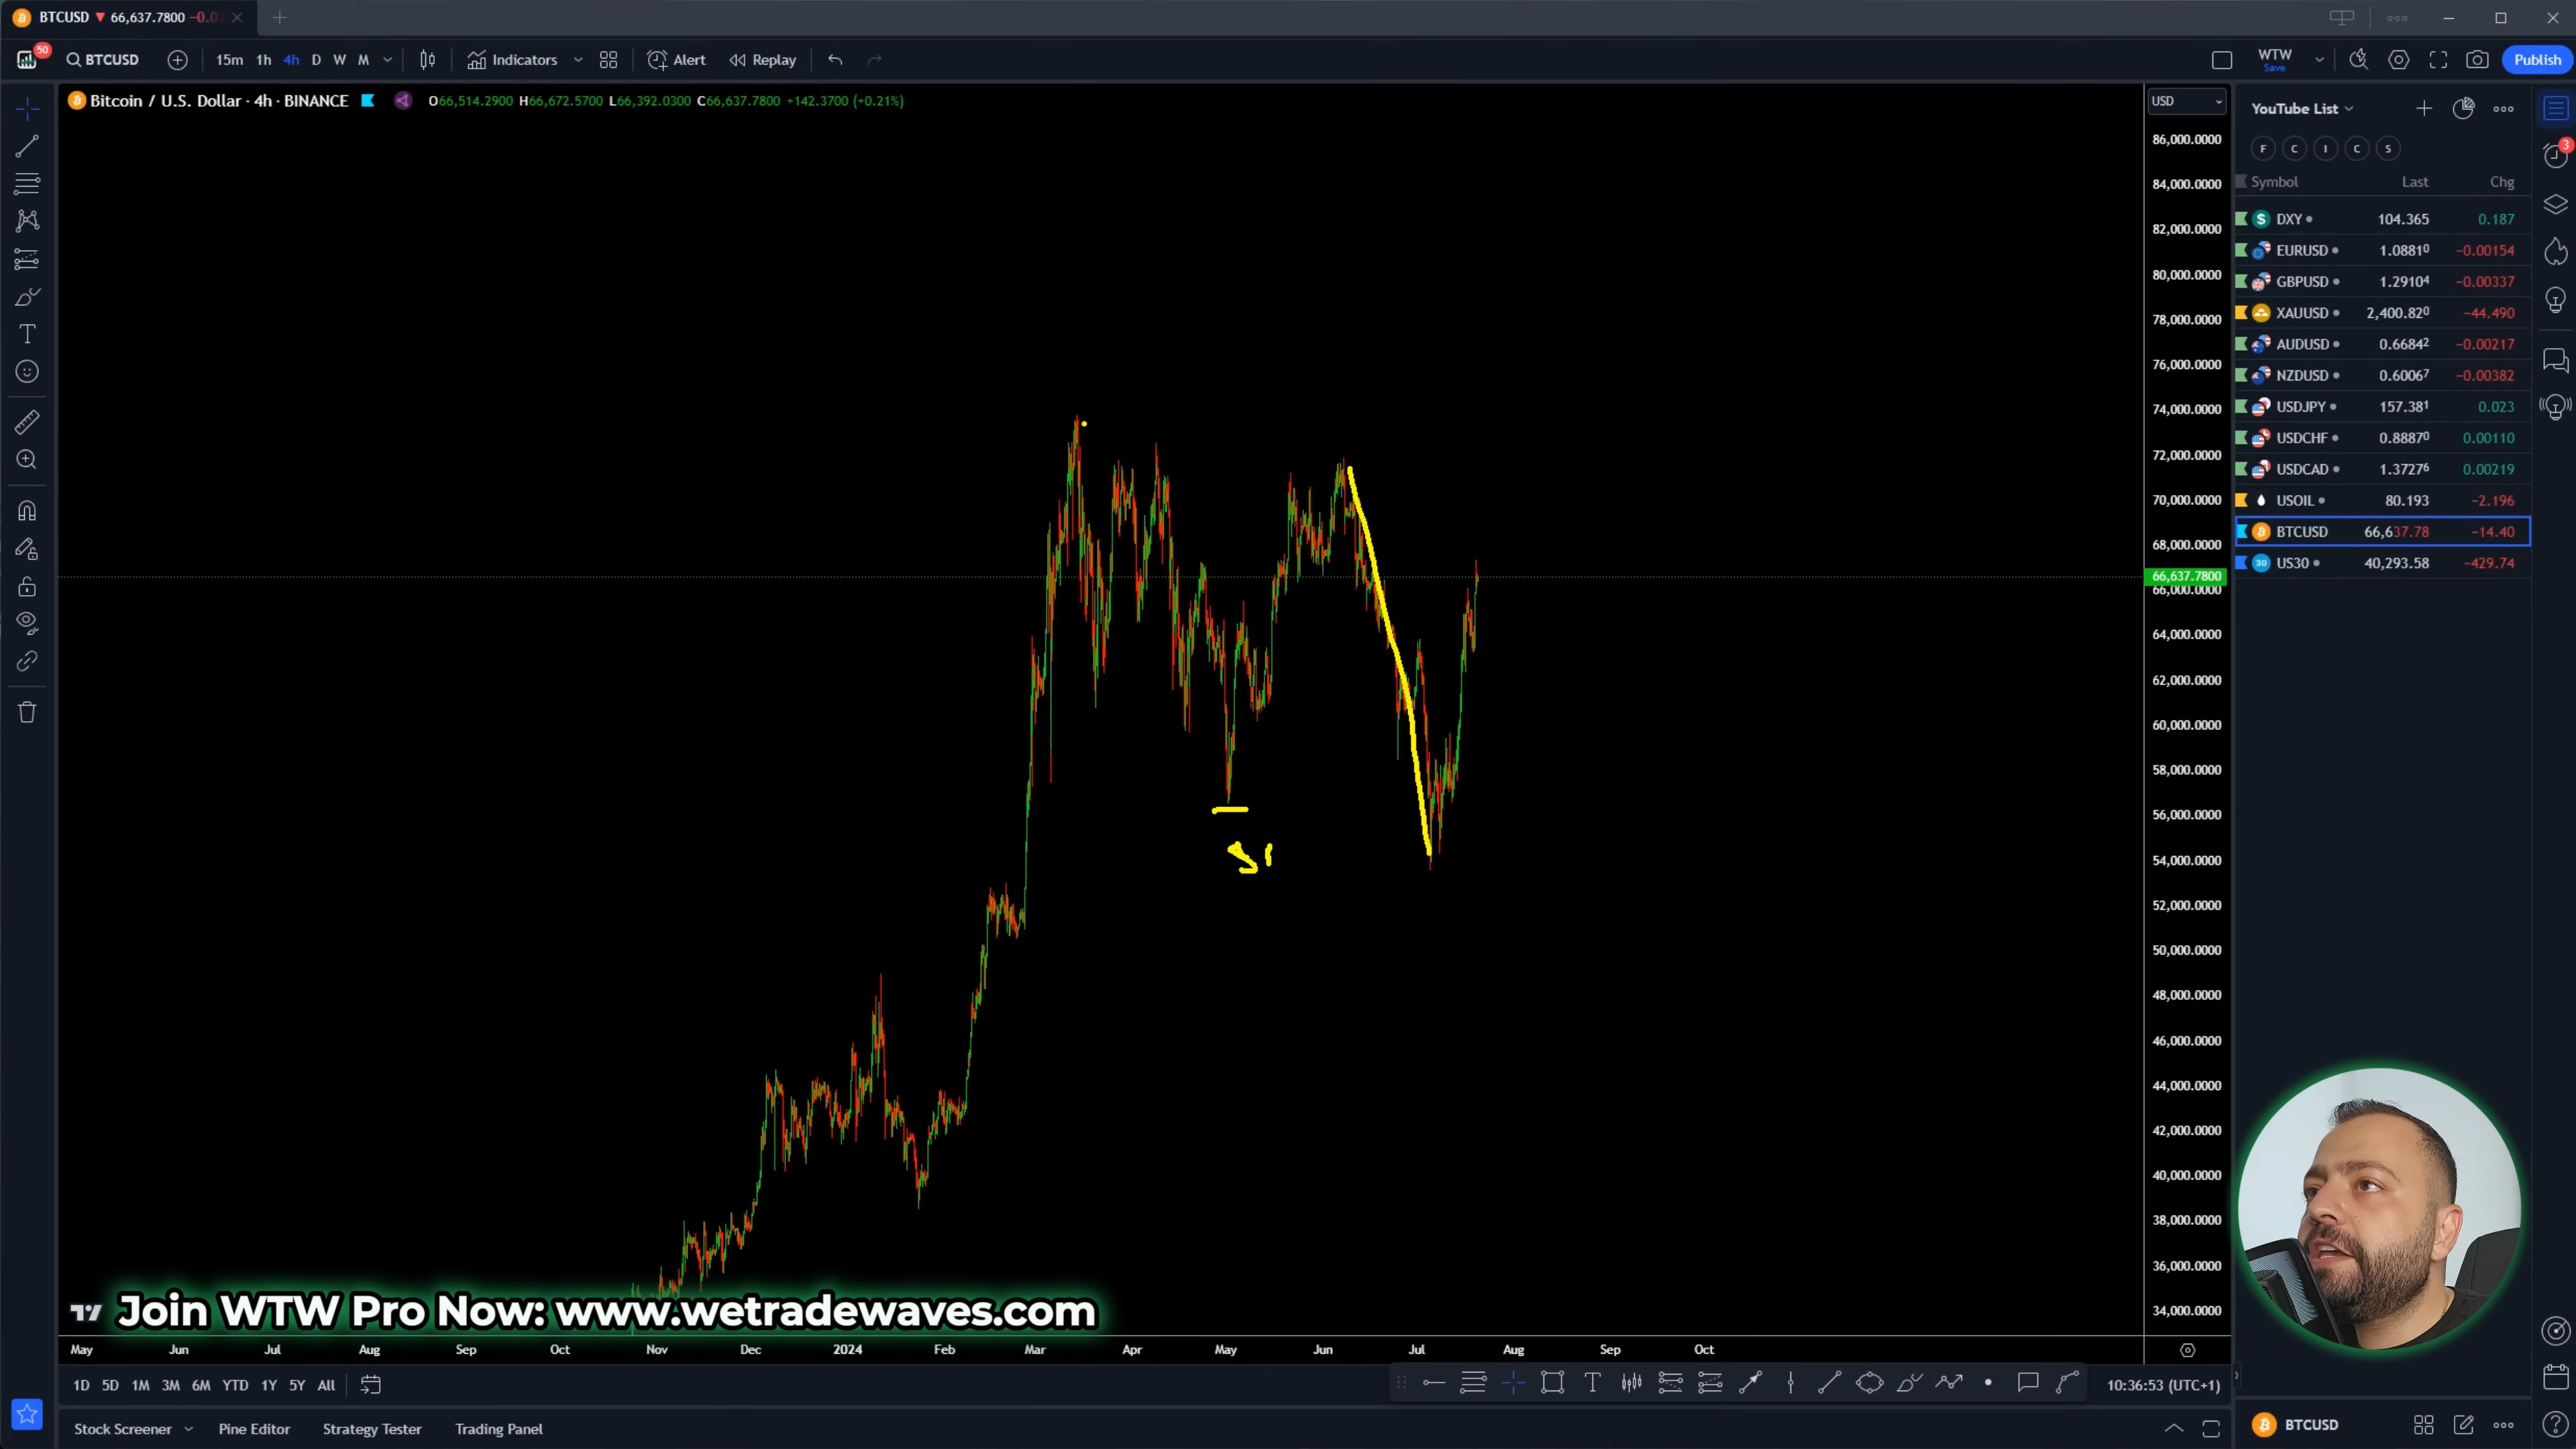 BTCUSD ▼ 66,637.7800 −0.02
50
BTCUSD 15m 1h 4h D W M Indicators Alert Replay WTW Save Publish
Bitcoin / U.S. Dollar · 4h · BINANCE O66,514.2900 H66,672.5700 L66,392.0300 C66,637.7800 +142.3700 (+0.21%)
USD
86,000.0000
84,000.0000
82,000.0000
80,000.0000
78,000.0000
76,000.0000
74,000.0000
72,000.0000
70,000.0000
68,000.0000
66,637.7800
66,000.0000
64,000.0000
62,000.0000
60,000.0000
58,000.0000
56,000.0000
54,000.0000
52,000.0000
50,000.0000
48,000.0000
46,000.0000
44,000.0000
42,000.0000
40,000.0000
38,000.0000
36,000.0000
34,000.0000
YouTube List
F C I C S
3
Symbol Last Chg
DXY 104.365 0.187
EURUSD 1.08810 −0.00154
GBPUSD 1.29104 −0.00337
XAUUSD 2,400.820 −44.490
AUDUSD 0.66842 −0.00217
NZDUSD 0.60067 −0.00382
USDJPY 157.381 0.023
USDCHF 0.88870 0.00110
USDCAD 1.37276 0.00219
USOIL 80.193 −2.196
BTCUSD 66,637.78 −14.40
30 US30 40,293.58 −429.74
Join WTW Pro Now: www.wetradewaves.com
May Jun Jul Aug Sep Oct Nov Dec 2024 Feb Mar Apr May Jun Jul Aug Sep Oct
1D 5D 1M 3M 6M YTD 1Y 5Y All
10:36:53 (UTC+1)
Stock Screener Pine Editor Strategy Tester Trading Panel
BTCUSD